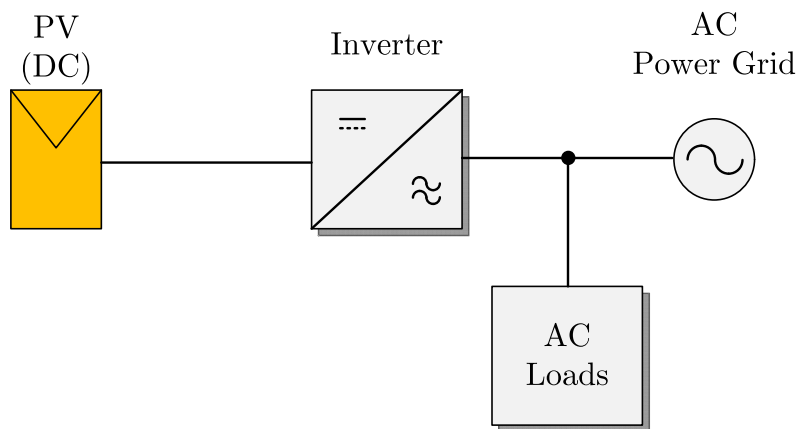 PV
(DC)
Inverter
AC
Power Grid
AC
Loads